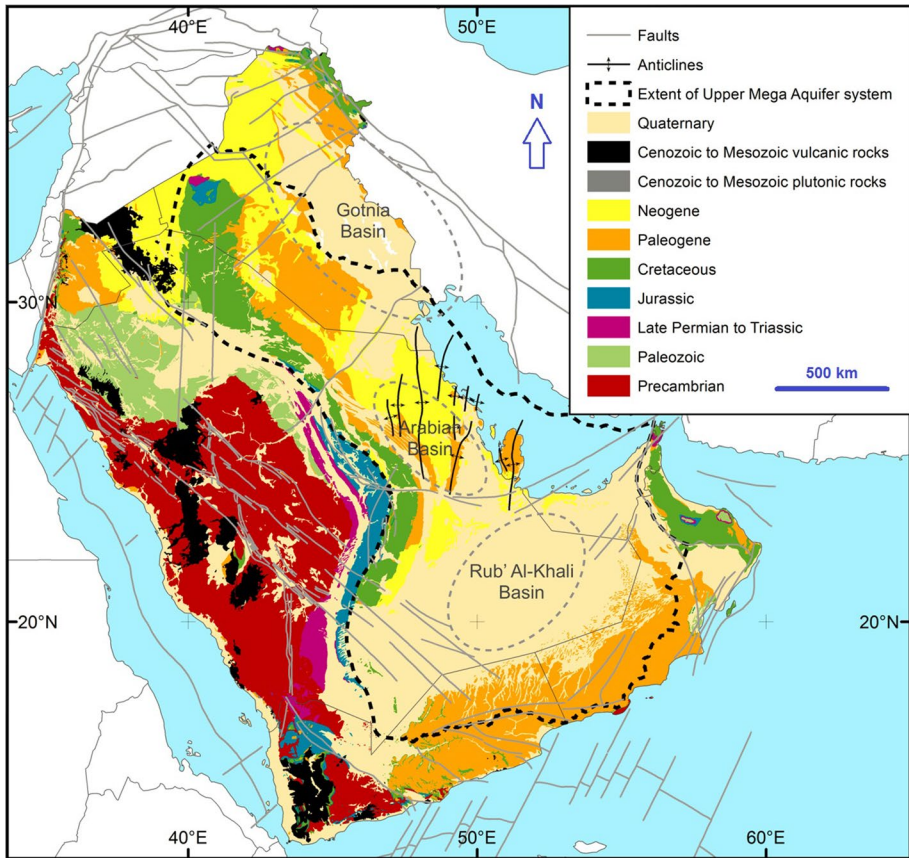 40°E
50°E
Faults
Anticlines
Extent of Upper Mega Aquifer system
Quaternary
Cenozoic to Mesozoic vulcanic rocks
Cenozoic to Mesozoic plutonic rocks
Neogene
Paleogene
Cretaceous
Jurassic
Late Permian to Triassic
Paleozoic
Precambrian
500 km
N
Gotnia
Basin
30°N
Arabian
Basin
Rub' Al-Khali
Basin
20°N
20°N
40°E
50°E
60°E